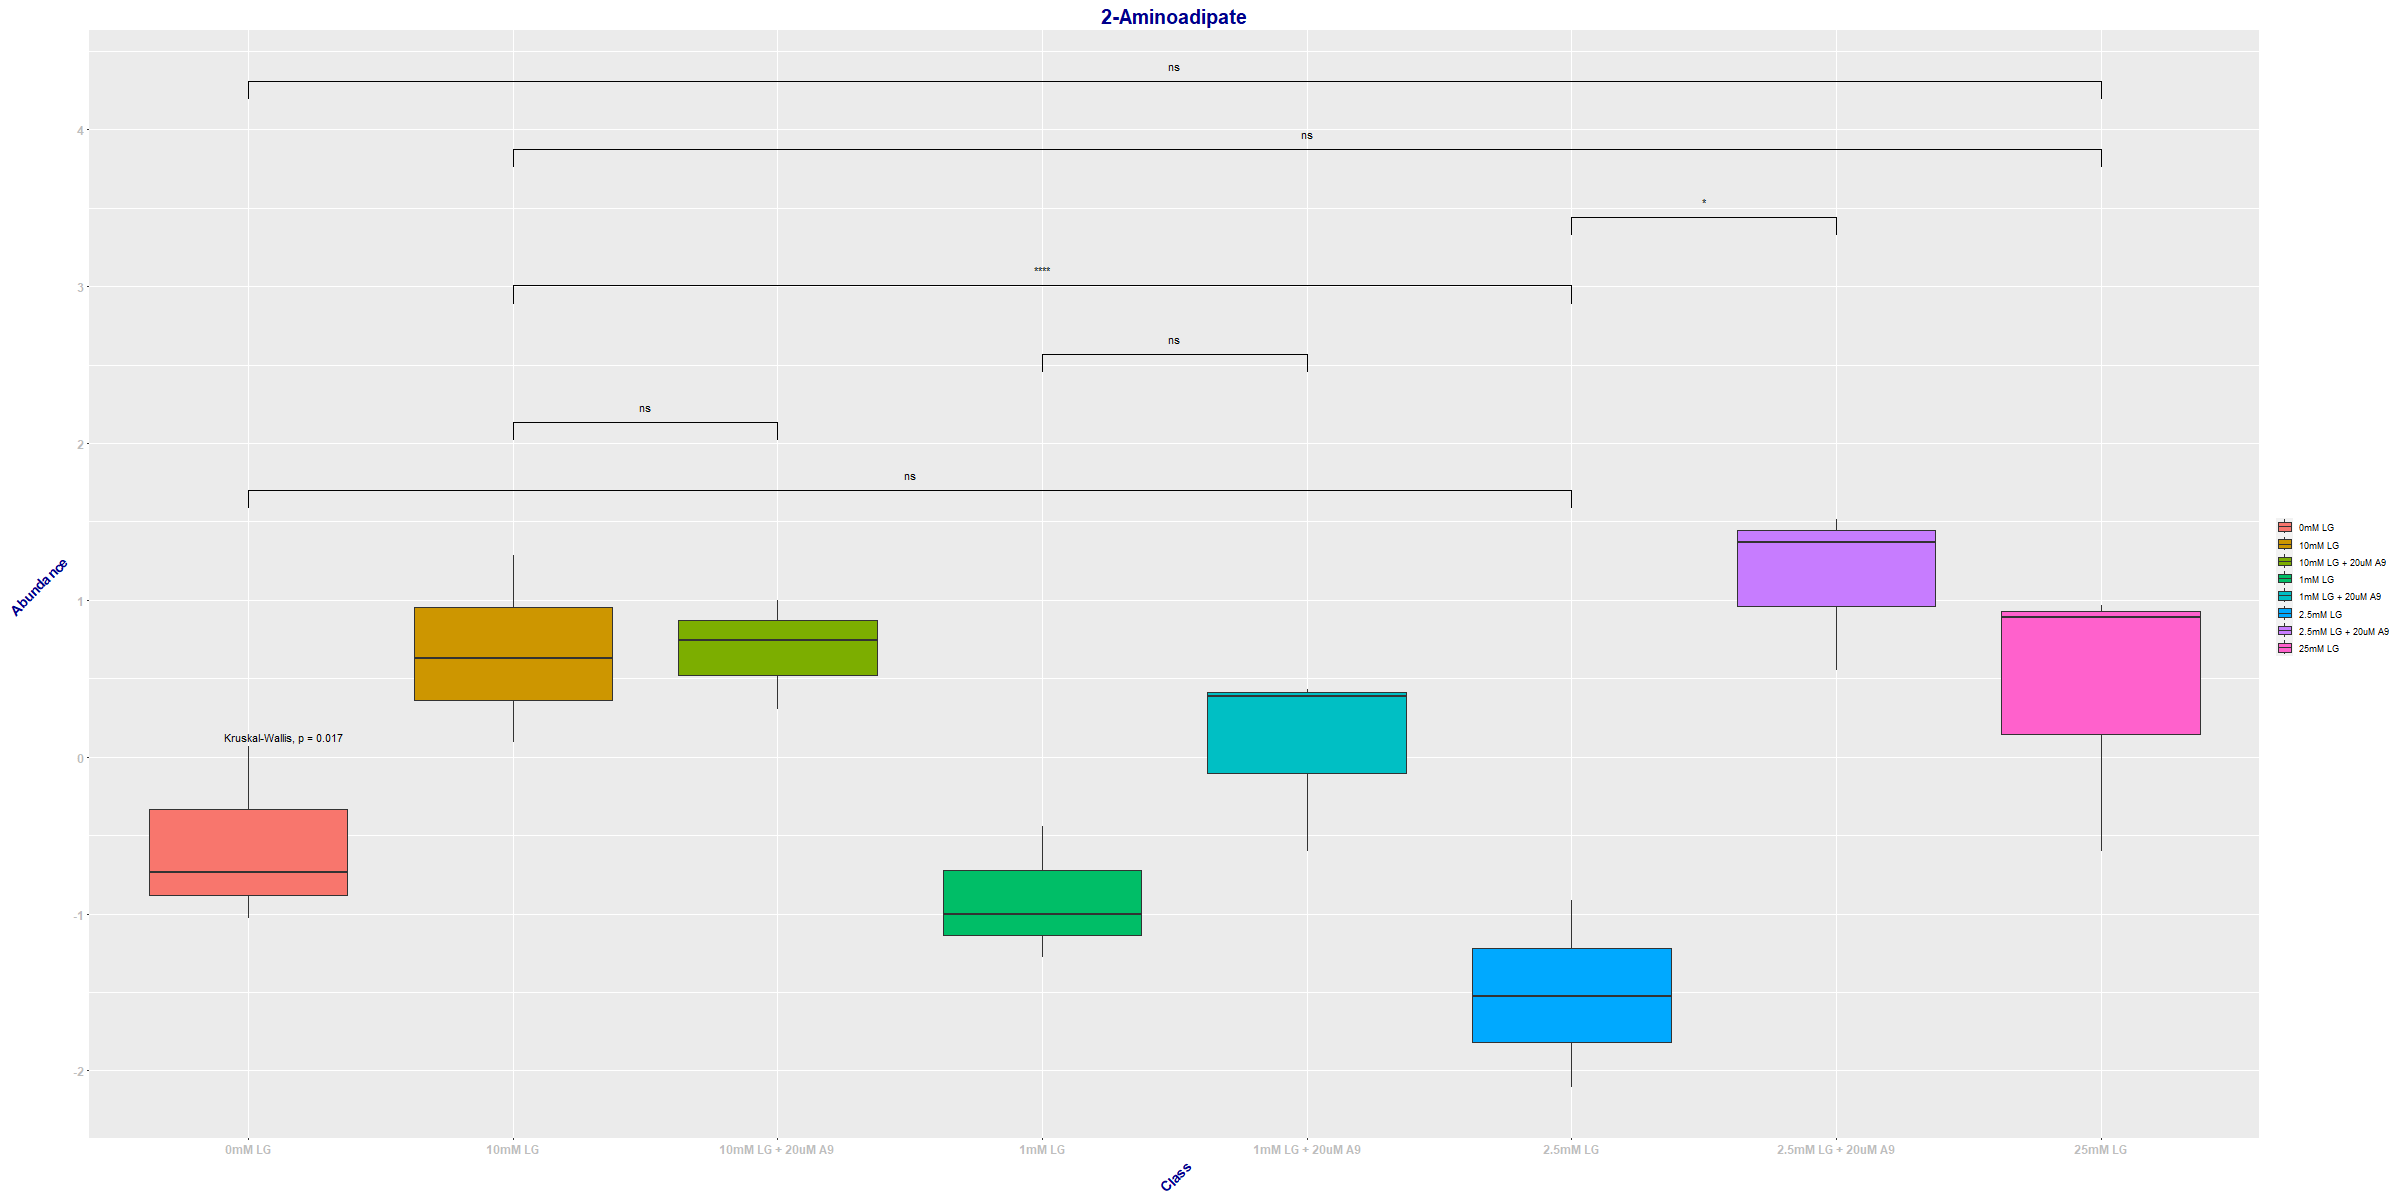 2-Aminoadipate
ns
4
ns
*
3
****
ns
ns
2
ns
1
0
-1
-2
Abundance
Kruskal-Wallis, p = 0.017
0mM LG
10mM LG
10mM LG + 20uM A9
1mM LG
1mM LG + 20uM A9
2.5mM LG
2.5mM LG + 20uM A9
25mM LG
Class
0mM LG
10mM LG
10mM LG + 20uM A9
1mM LG
1mM LG + 20uM A9
2.5mM LG
2.5mM LG + 20uM A9
25mM LG